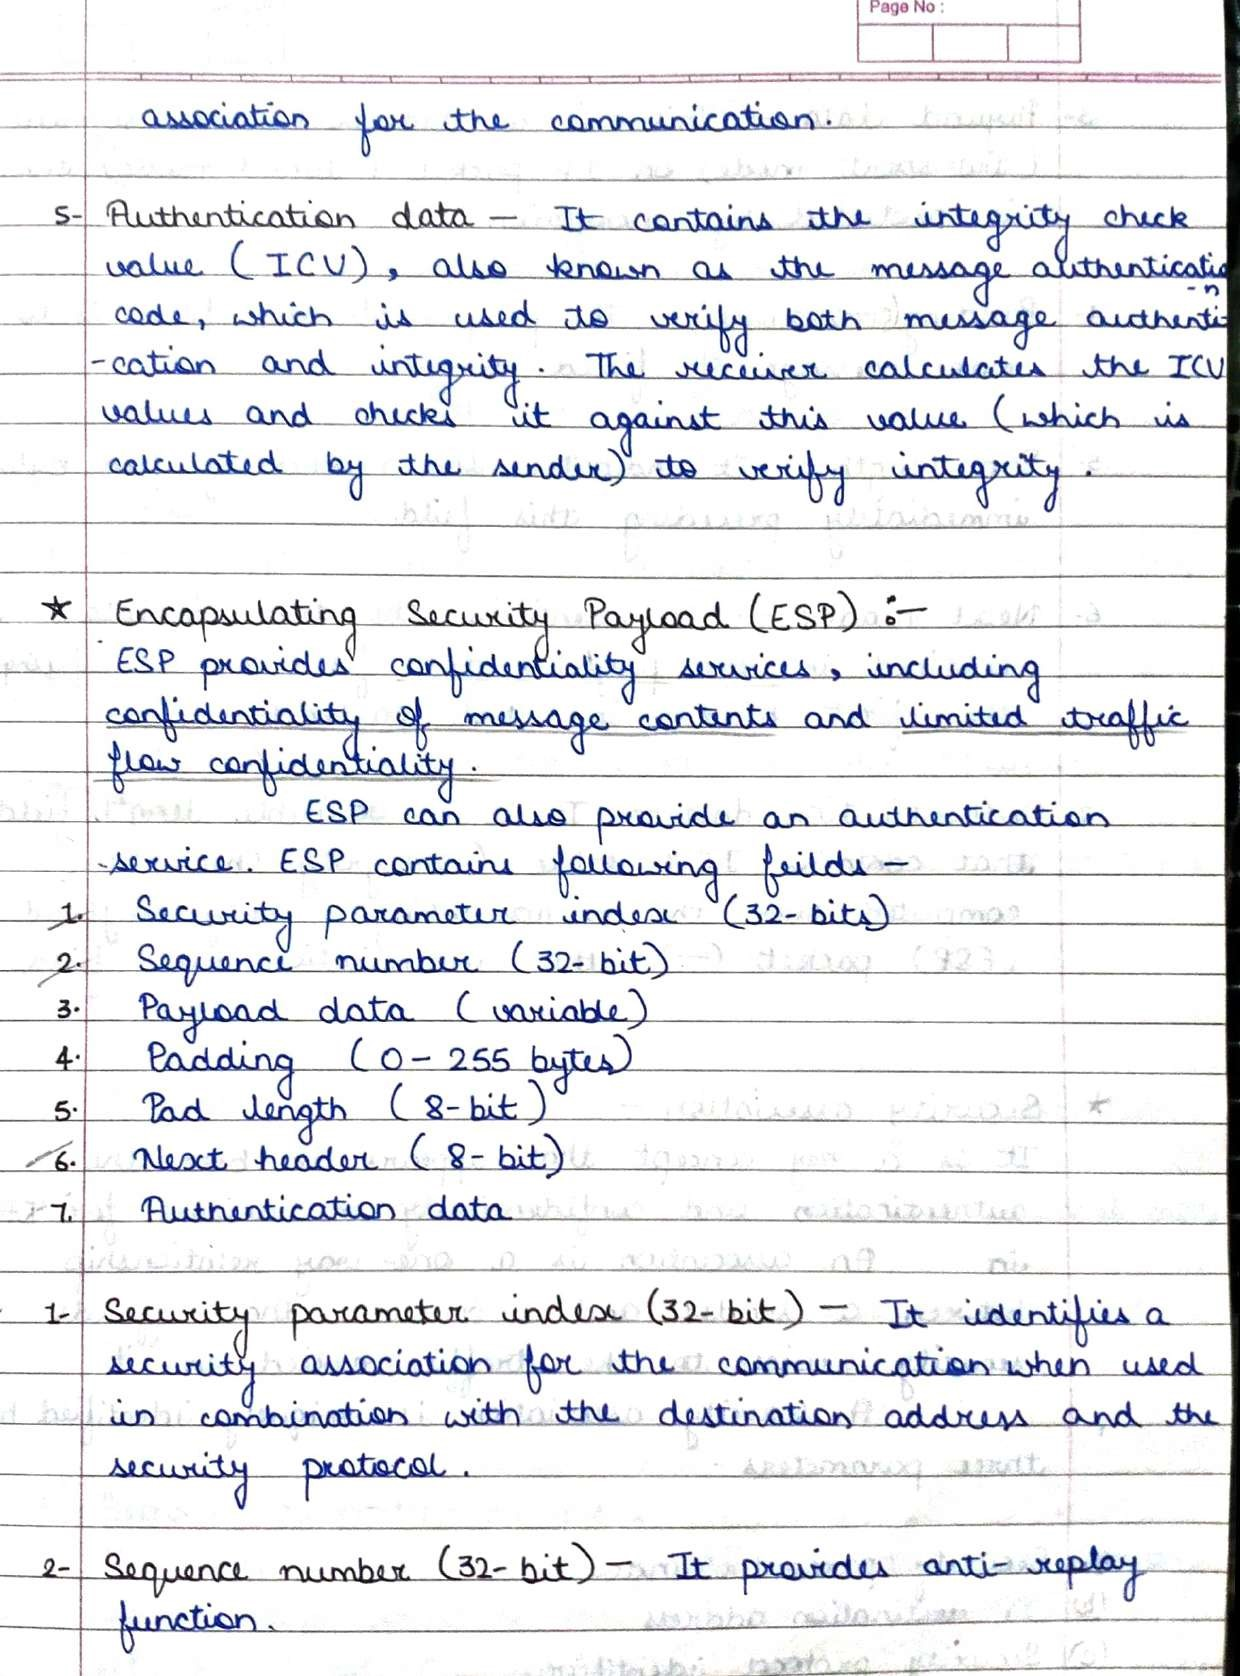 Page No :
association for the communication.
5- Authentication data — It contains the integrity check
value (ICV), also known as the message authenticatio
-n
code, which is used to verify both message authenti
-cation and integrity. The receiver calculates the ICV
values and checks it against this value (which is
calculated by the sender) to verify integrity.
* Encapsulating Security Payload (ESP) :-
ESP provides confidentiality services, including
confidentiality of message contents and limited traffic
flow confidentiality.
ESP can also provide an authentication
service. ESP contains following feilds —
1. Security parameter index (32-bits)
2. Sequence number (32-bit)
3. Payload data (variable)
4. Padding (0 - 255 bytes)
5. Pad length (8-bit)
6. Next header (8-bit)
7. Authentication data
1- Security parameter index (32-bit) — It identifies a
security association for the communication when used
in combination with the destination address and the
security protocol.
2- Sequence number (32-bit) — It provides anti-replay
function.